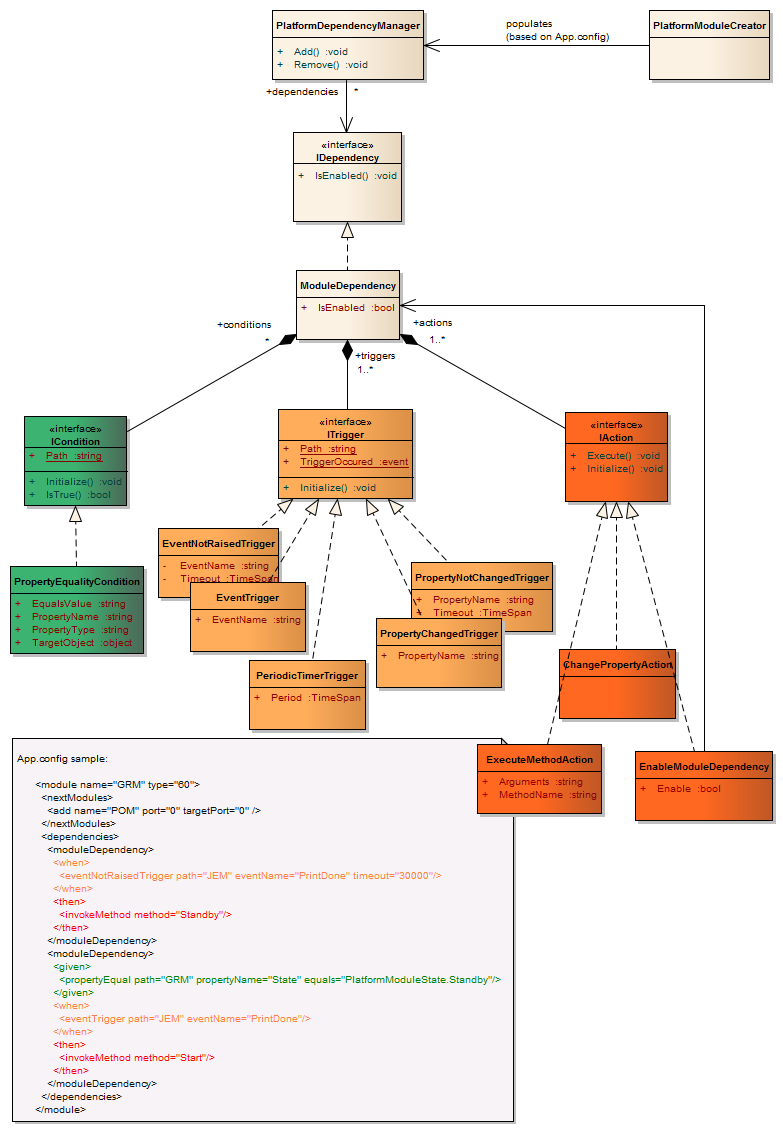 PlatformDependencyManager
+ Add() :void
+ Remove() :void
populates
(based on App.config)
PlatformModuleCreator
+dependencies *
«interface»
IDependency
+ IsEnabled() :void
ModuleDependency
+ IsEnabled :bool
+conditions
*
+triggers
1..*
+actions
1..*
«interface»
ICondition
+ Path :string
+ Initialize() :void
+ IsTrue() :bool
«interface»
ITrigger
+ Path :string
+ TriggerOccured :event
+ Initialize() :void
«interface»
IAction
+ Execute() :void
+ Initialize() :void
PropertyEqualityCondition
+ EqualsValue :string
+ PropertyName :string
+ PropertyType :string
+ TargetObject :object
EventNotRaisedTrigger
- EventName :string
- Timeout :TimeSpan
EventTrigger
+ EventName :string
PeriodicTimerTrigger
+ Period :TimeSpan
PropertyNotChangedTrigger
+ PropertyName :string
+ Timeout :TimeSpan
PropertyChangedTrigger
+ PropertyName :string
ChangePropertyAction
ExecuteMethodAction
+ Arguments :string
+ MethodName :string
EnableModuleDependency
+ Enable :bool
App.config sample:
<module name="GRM" type="60">
<nextModules>
<add name="POM" port="0" targetPort="0" />
</nextModules>
<dependencies>
<moduleDependency>
<when>
<eventNotRaisedTrigger path="JEM" eventName="PrintDone" timeout="30000"/>
</when>
<then>
<invokeMethod method="Standby"/>
</then>
</moduleDependency>
<moduleDependency>
<given>
<propertyEqual path="GRM" propertyName="State" equals="PlatformModuleState.Standby"/>
</given>
<when>
<eventTrigger path="JEM" eventName="PrintDone"/>
</when>
<then>
<invokeMethod method="Start"/>
</then>
</moduleDependency>
</dependencies>
</module>